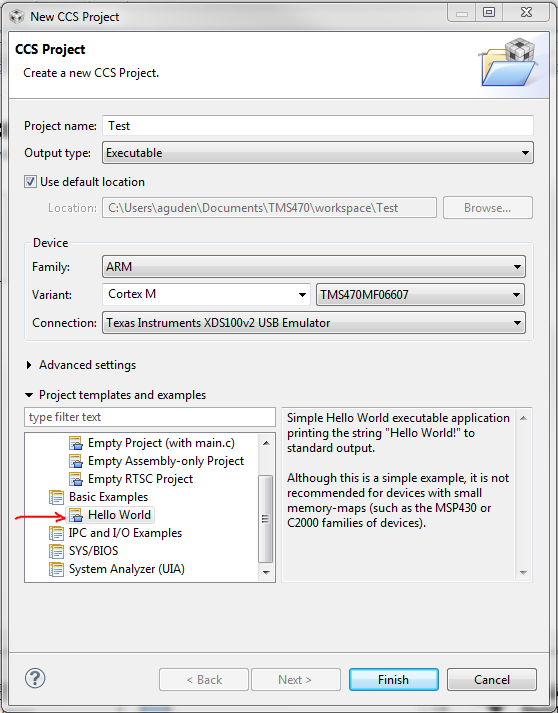 New CCS Project
CCS Project
Create a new CCS Project.
Project name: Test
Output type: Executable
Use default location
Location: C:\Users\aguden\Documents\TMS470\workspace\Test Browse...
Device
Family: ARM
Variant: Cortex M TMS470MF06607
Connection: Texas Instruments XDS100v2 USB Emulator
Advanced settings
Project templates and examples
type filter text
Empty Project (with main.c)
Empty Assembly-only Project
Empty RTSC Project
Basic Examples
Hello World
IPC and I/O Examples
SYS/BIOS
System Analyzer (UIA)
Simple Hello World executable application
printing the string "Hello World!" to
standard output.
Although this is a simple example, it is not
recommended for devices with small
memory-maps (such as the MSP430 or
C2000 families of devices).
? < Back Next > Finish Cancel